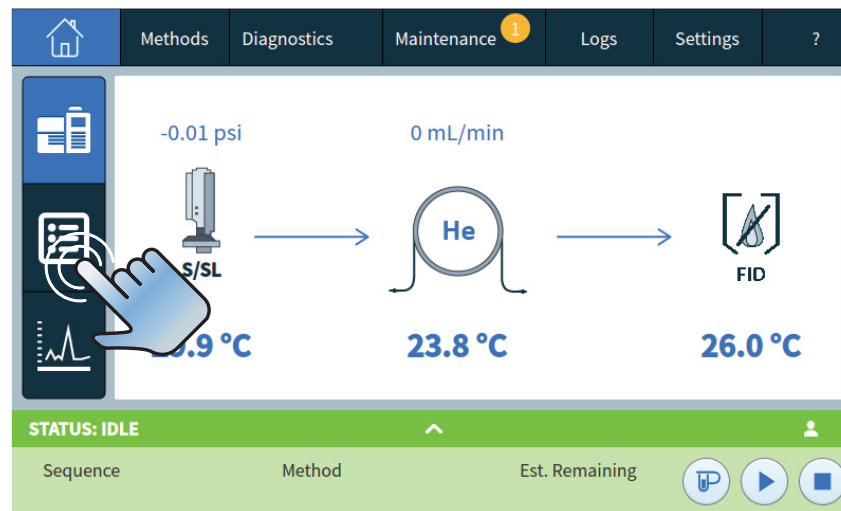 Methods Diagnostics Maintenance 1 Logs Settings ?
-0.01 psi 0 mL/min
He
S/SL FID
23.8 °C 26.0 °C
STATUS: IDLE
Sequence Method Est. Remaining